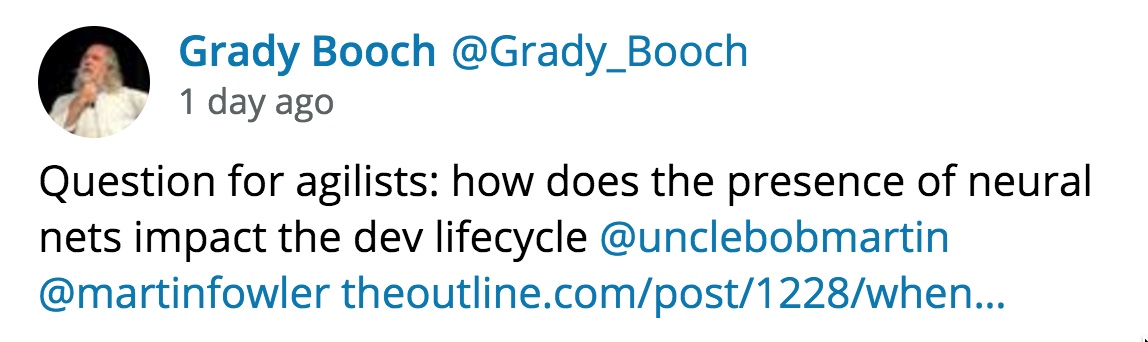 Grady Booch @Grady_Booch
1 day ago
Question for agilists: how does the presence of neural
nets impact the dev lifecycle @unclebobmartin
@martinfowler theoutline.com/post/1228/when...